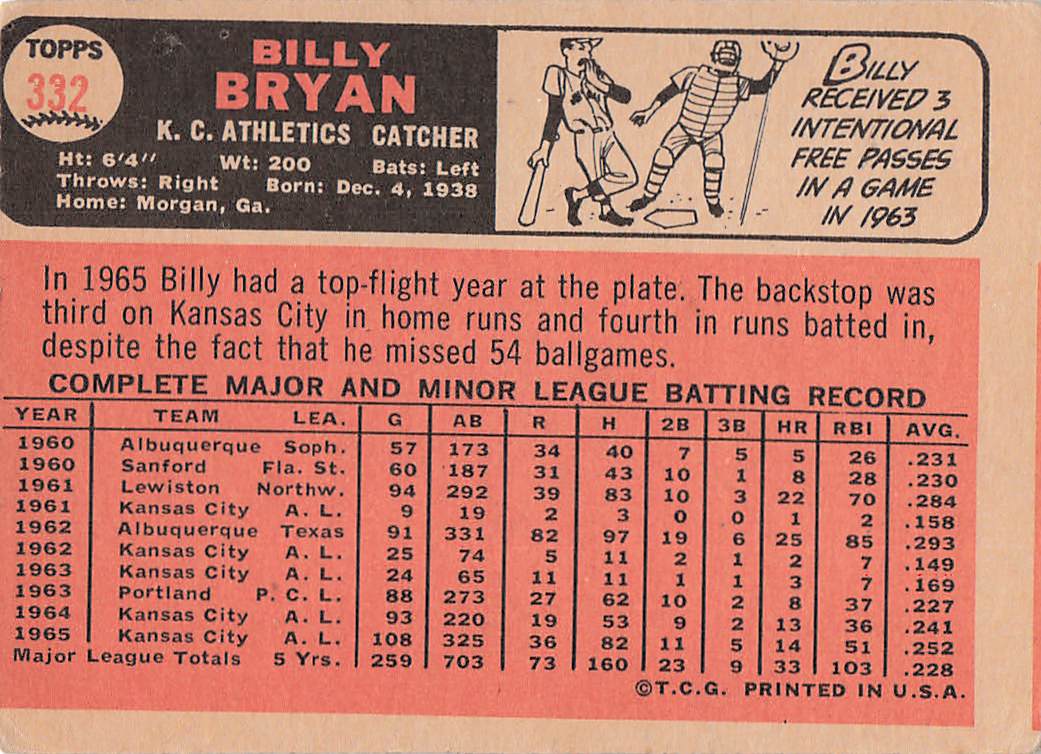 TOPPS
332
BILLY
BRYAN
K. C. ATHLETICS CATCHER
Ht: 6'4" Wt: 200 Bats: Left
Throws: Right Born: Dec. 4, 1938
Home: Morgan, Ga.
BILLY
RECEIVED 3
INTENTIONAL
FREE PASSES
IN A GAME
IN 1963
In 1965 Billy had a top-flight year at the plate. The backstop was
third on Kansas City in home runs and fourth in runs batted in,
despite the fact that he missed 54 ballgames.
COMPLETE MAJOR AND MINOR LEAGUE BATTING RECORD
YEAR TEAM LEA. G AB R H 2B 3B HR RBI AVG.
1960 Albuquerque Soph. 57 173 34 40 7 5 5 26 .231
1960 Sanford Fla. St. 60 187 31 43 10 1 8 28 .230
1961 Lewiston Northw. 94 292 39 83 10 3 22 70 .284
1961 Kansas City A. L. 9 19 2 3 0 0 1 2 .158
1962 Albuquerque Texas 91 331 82 97 19 6 25 85 .293
1962 Kansas City A. L. 25 74 5 11 2 1 2 7 .149
1963 Kansas City A. L. 24 65 11 11 1 1 3 7 .169
1963 Portland P. C. L. 88 273 27 62 10 2 8 37 .227
1964 Kansas City A. L. 93 220 19 53 9 2 13 36 .241
1965 Kansas City A. L. 108 325 36 82 11 5 14 51 .252
Major League Totals 5 Yrs. 259 703 73 160 23 9 33 103 .228
©T.C.G. PRINTED IN U.S.A.